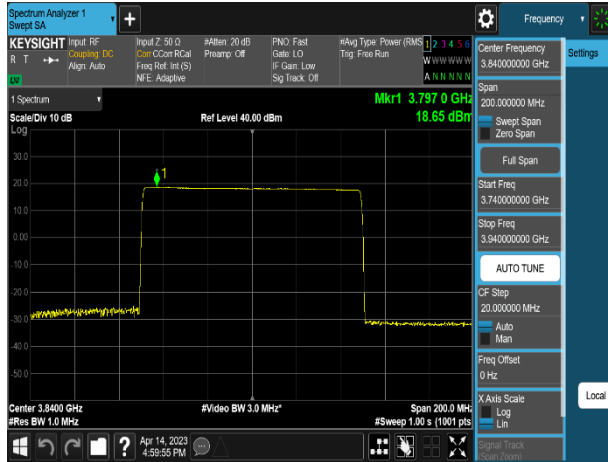 Spectrum Analyzer 1
Swept SA
Frequency
KEYSIGHT
R T
LV
Input: RF
Coupling: DC
Align: Auto
Input Z: 50 Ω
Corr CCorr RCal
Freq Ref: Int (S)
NFE: Adaptive
#Atten: 20 dB
Preamp: Off
PNO: Fast
Gate: LO
IF Gain: Low
Sig Track: Off
#Avg Type: Power (RMS
Trig: Free Run
1 2 3 4 5 6
W W W W W W
A N N N N N
1 Spectrum
Mkr1 3.797 0 GHz
18.65 dBm
Scale/Div 10 dB
Ref Level 40.00 dBm
Log
30.0
20.0
10.0
0.00
-10.0
-20.0
-30.0
-40.0
-50.0
1
Center 3.8400 GHz
#Res BW 1.0 MHz
#Video BW 3.0 MHz*
Span 200.0 MHz
#Sweep 1.00 s (1001 pts
Apr 14, 2023
4:59:55 PM
Center Frequency
3.840000000 GHz
Settings
Span
200.000000 MHz
Swept Span
Zero Span
Full Span
Start Freq
3.740000000 GHz
Stop Freq
3.940000000 GHz
AUTO TUNE
CF Step
20.000000 MHz
Auto
Man
Freq Offset
0 Hz
X Axis Scale
Log
Lin
Local
Signal Track
(Span Zoom)